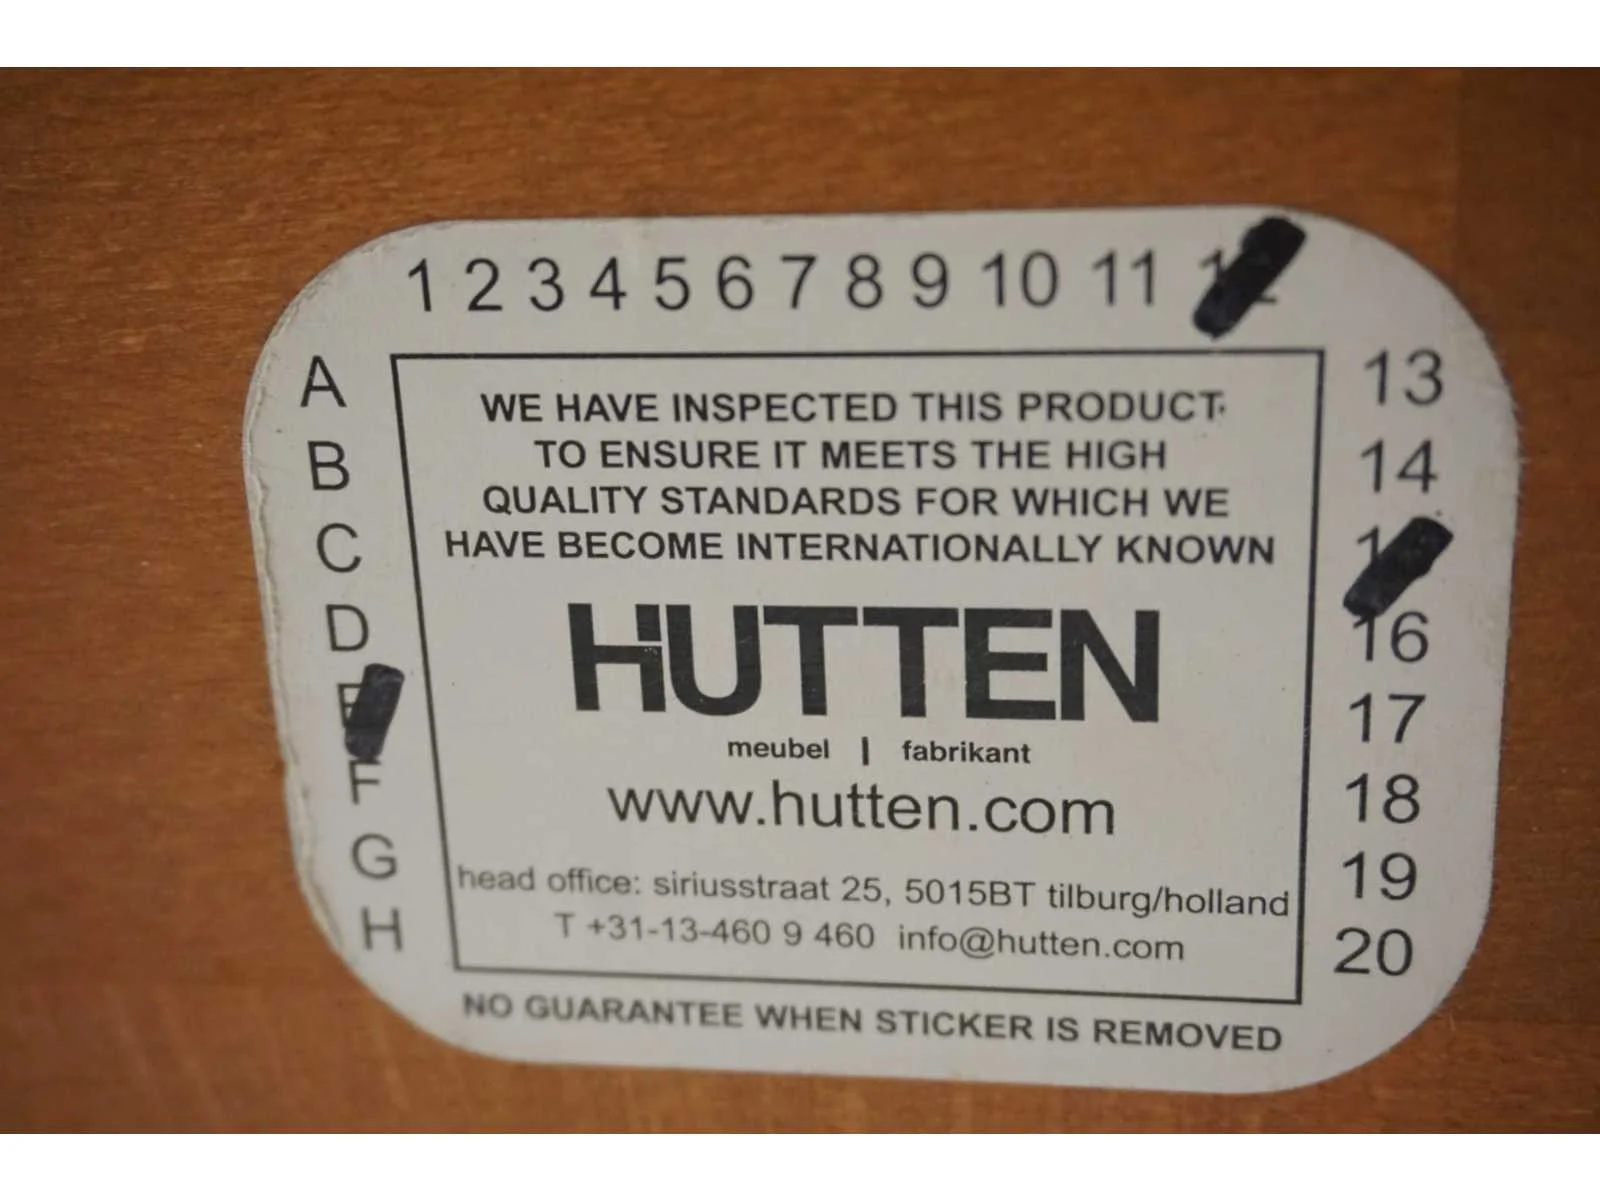 1 2 3 4 5 6 7 8 9 10 11 12
A
B
C
D
E
F
G
H
13
14
16
17
18
19
20
WE HAVE INSPECTED THIS PRODUCT
TO ENSURE IT MEETS THE HIGH
QUALITY STANDARDS FOR WHICH WE
HAVE BECOME INTERNATIONALLY KNOWN
HUTTEN
meubel | fabrikant
www.hutten.com
head office: siriusstraat 25, 5015BT tilburg/holland
T +31-13-460 9 460 info@hutten.com
NO GUARANTEE WHEN STICKER IS REMOVED